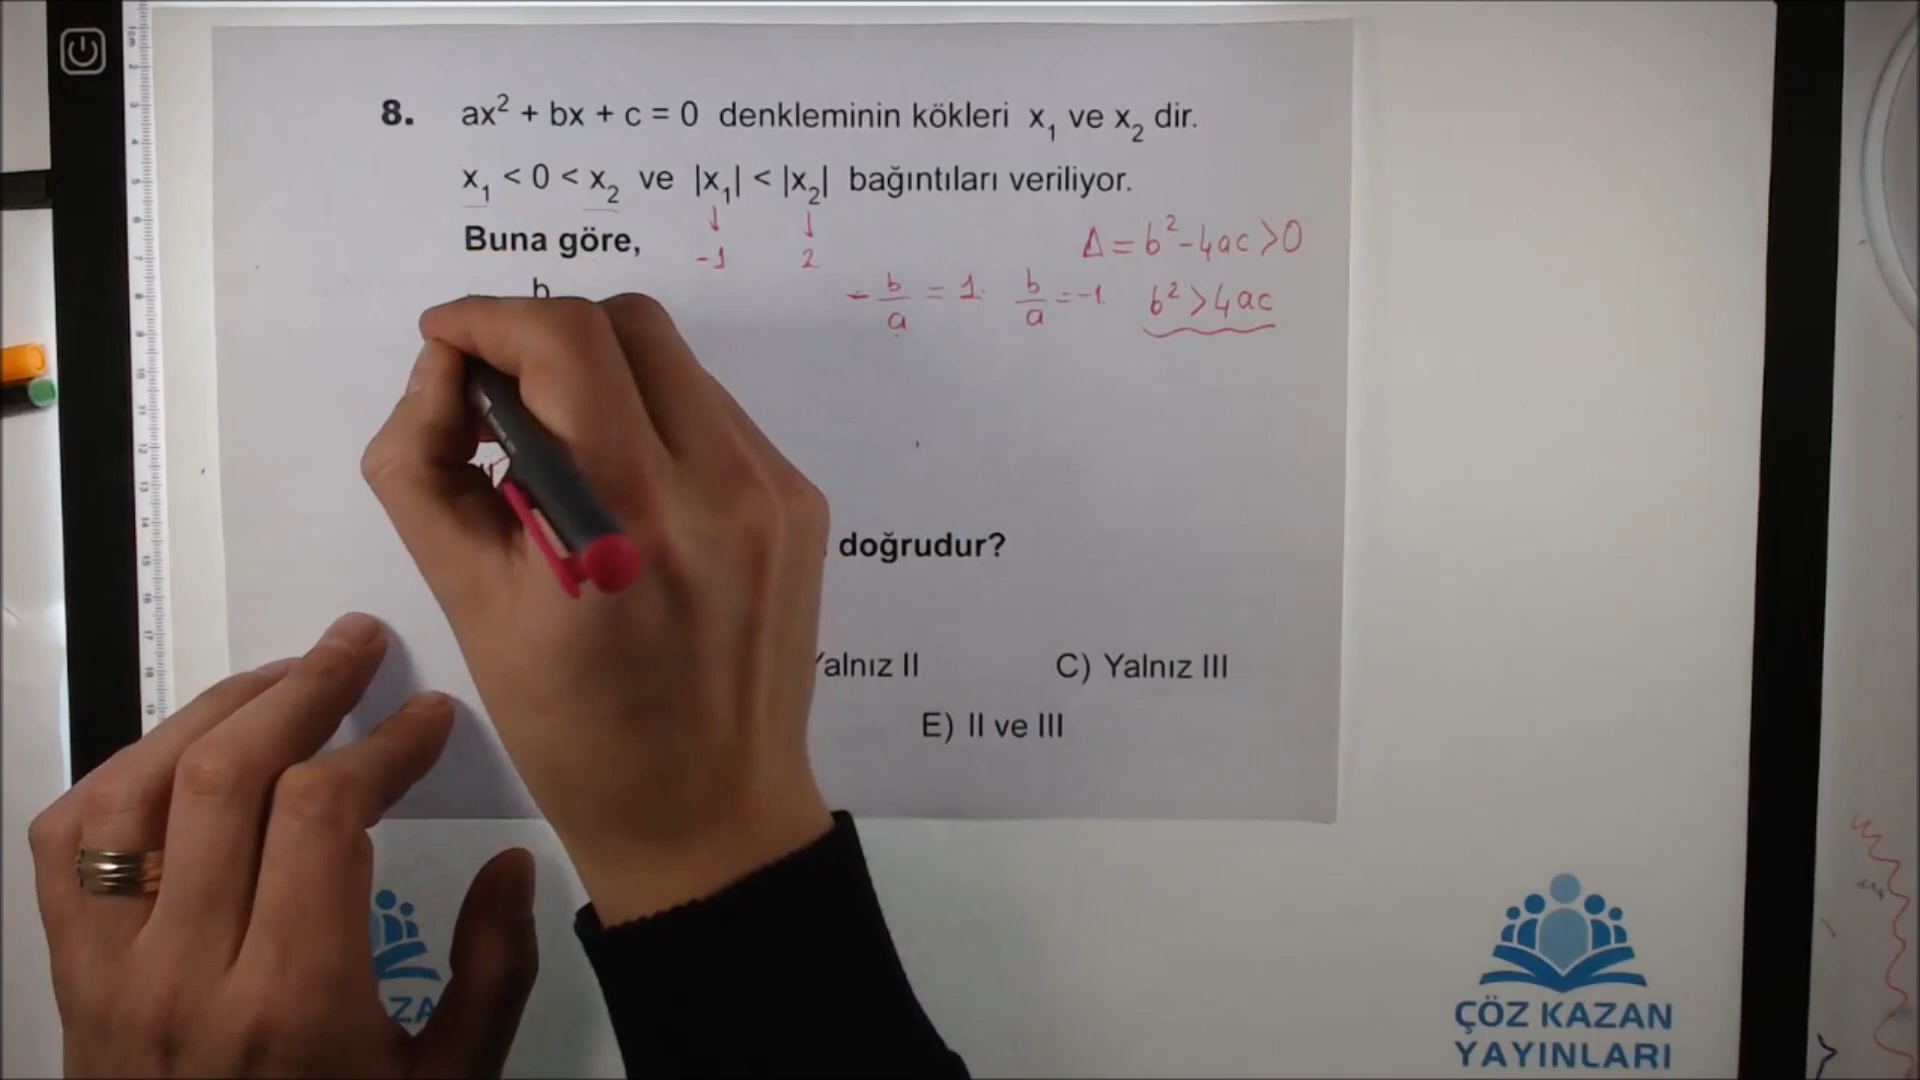 8. ax² + bx + c = 0 denkleminin kökleri x₁ ve x₂ dir.
x₁ < 0 < x₂ ve |x₁| < |x₂| bağıntıları veriliyor.
Buna göre,
-1 2
Δ = b² - 4ac > 0
b
- b/a = 1 b/a = -1 b² > 4ac
doğrudur?
Yalnız II C) Yalnız III
E) II ve III
ÇÖZ KAZAN
YAYINLARI